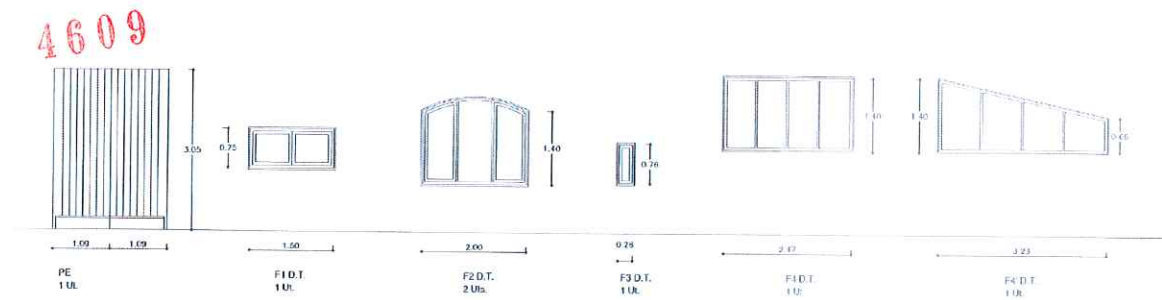 4609
3.05
0.75
1.40
0.76
1.40
1.40
1.09 1.09
1.50
2.00
0.28
3.23
PE
1 Ut.
F1 D.T.
1 Ut.
F2 D.T.
2 Uts.
F3 D.T.
1 Ut.
F4 D.T.
1 Ut.
F4' D.T.
1 Ut.